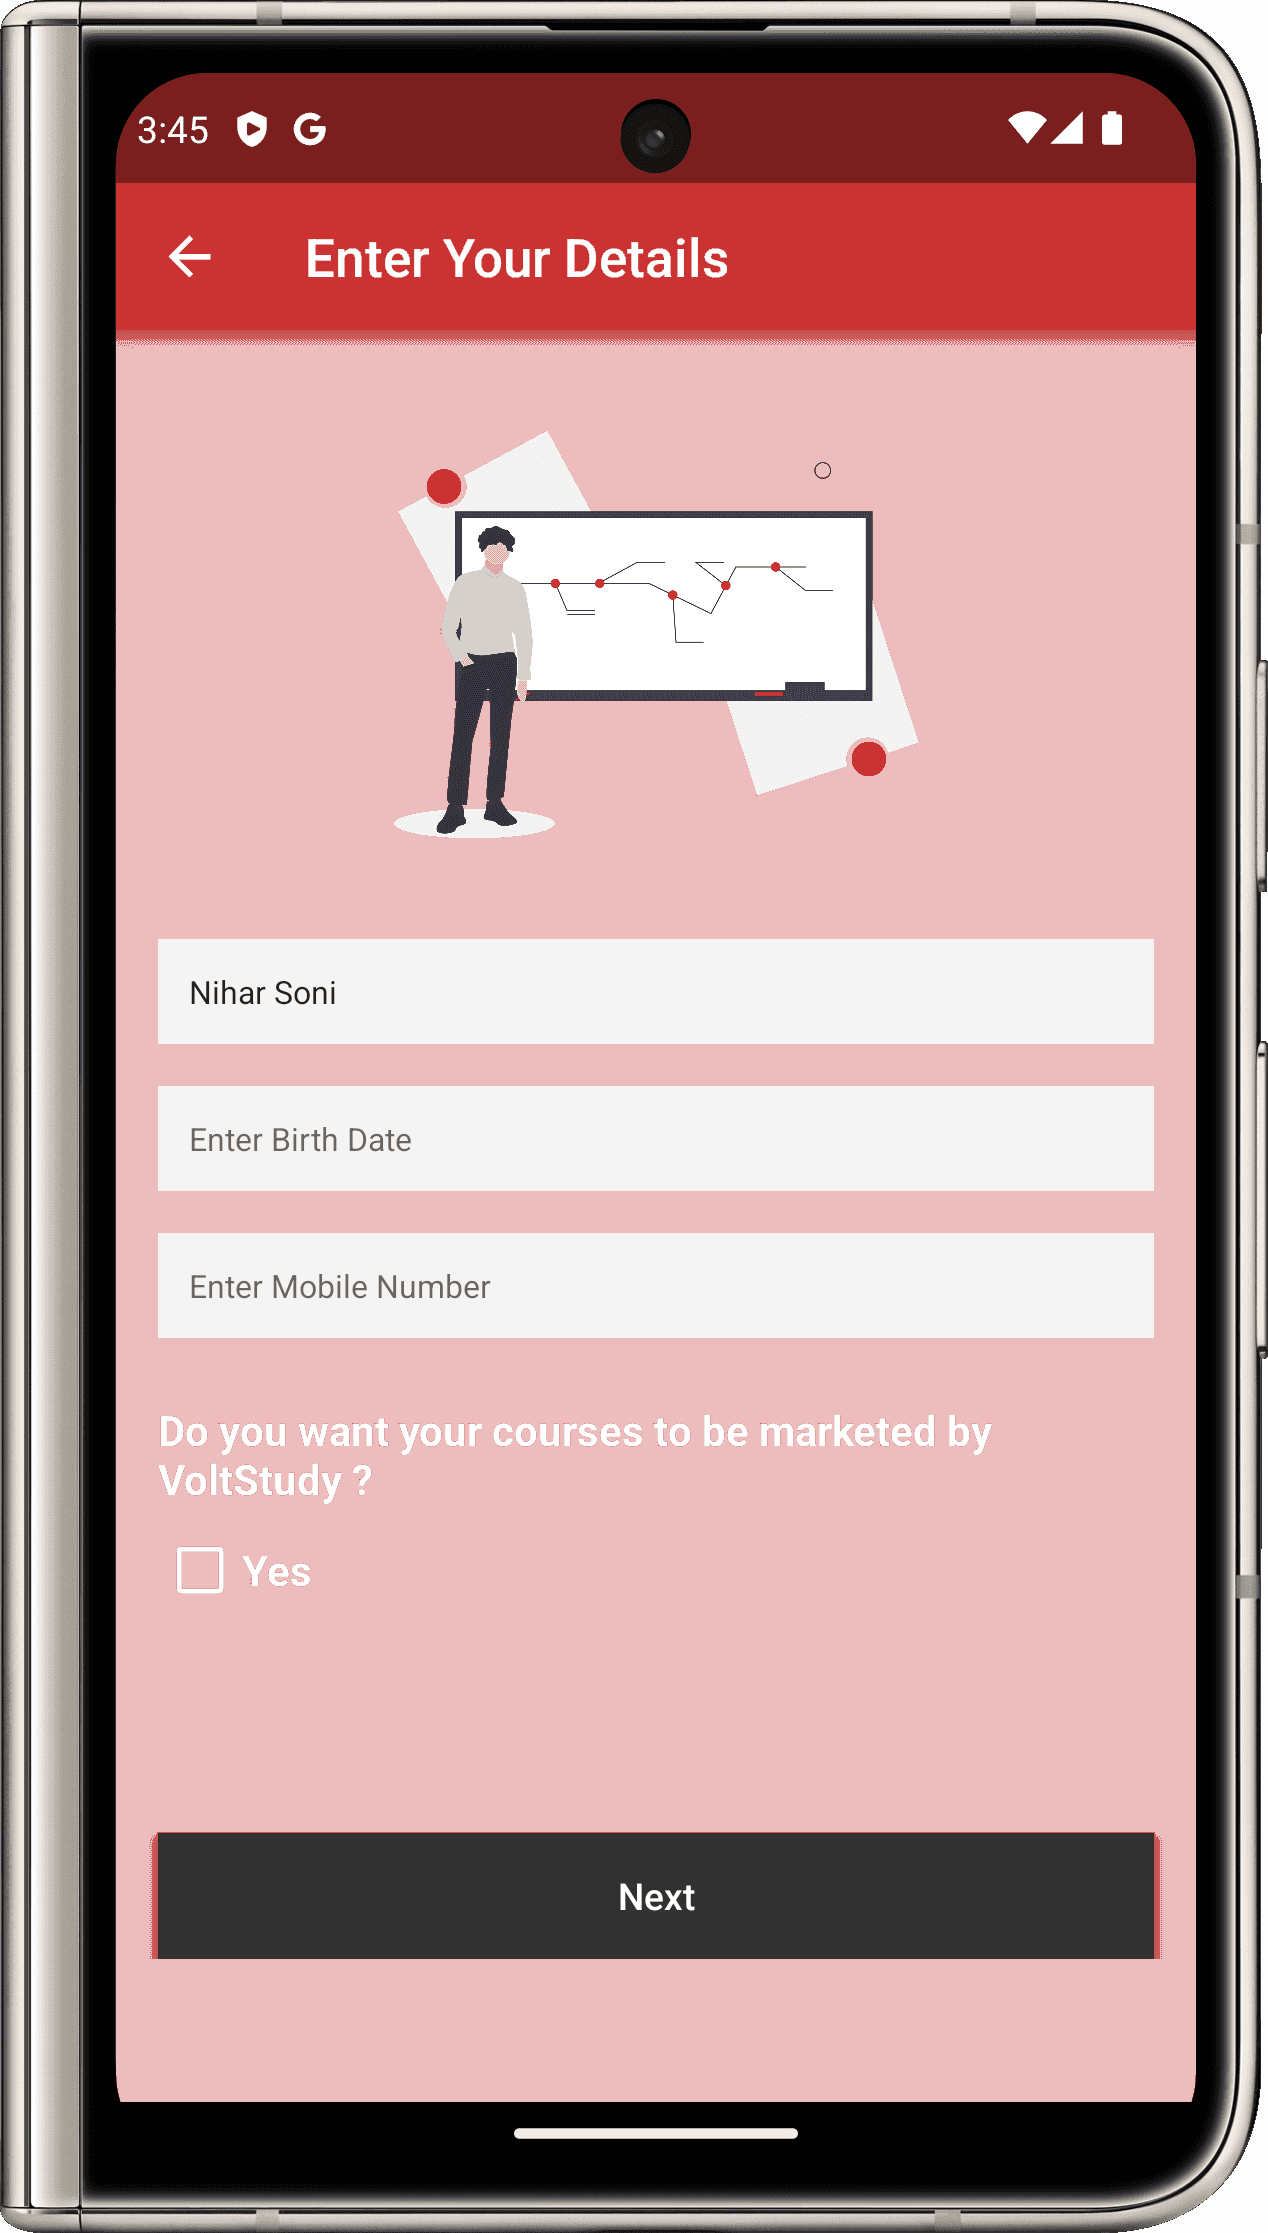 3:45
Enter Your Details
Nihar Soni
Enter Birth Date
Enter Mobile Number
Do you want your courses to be marketed by
VoltStudy ?
Yes
Next